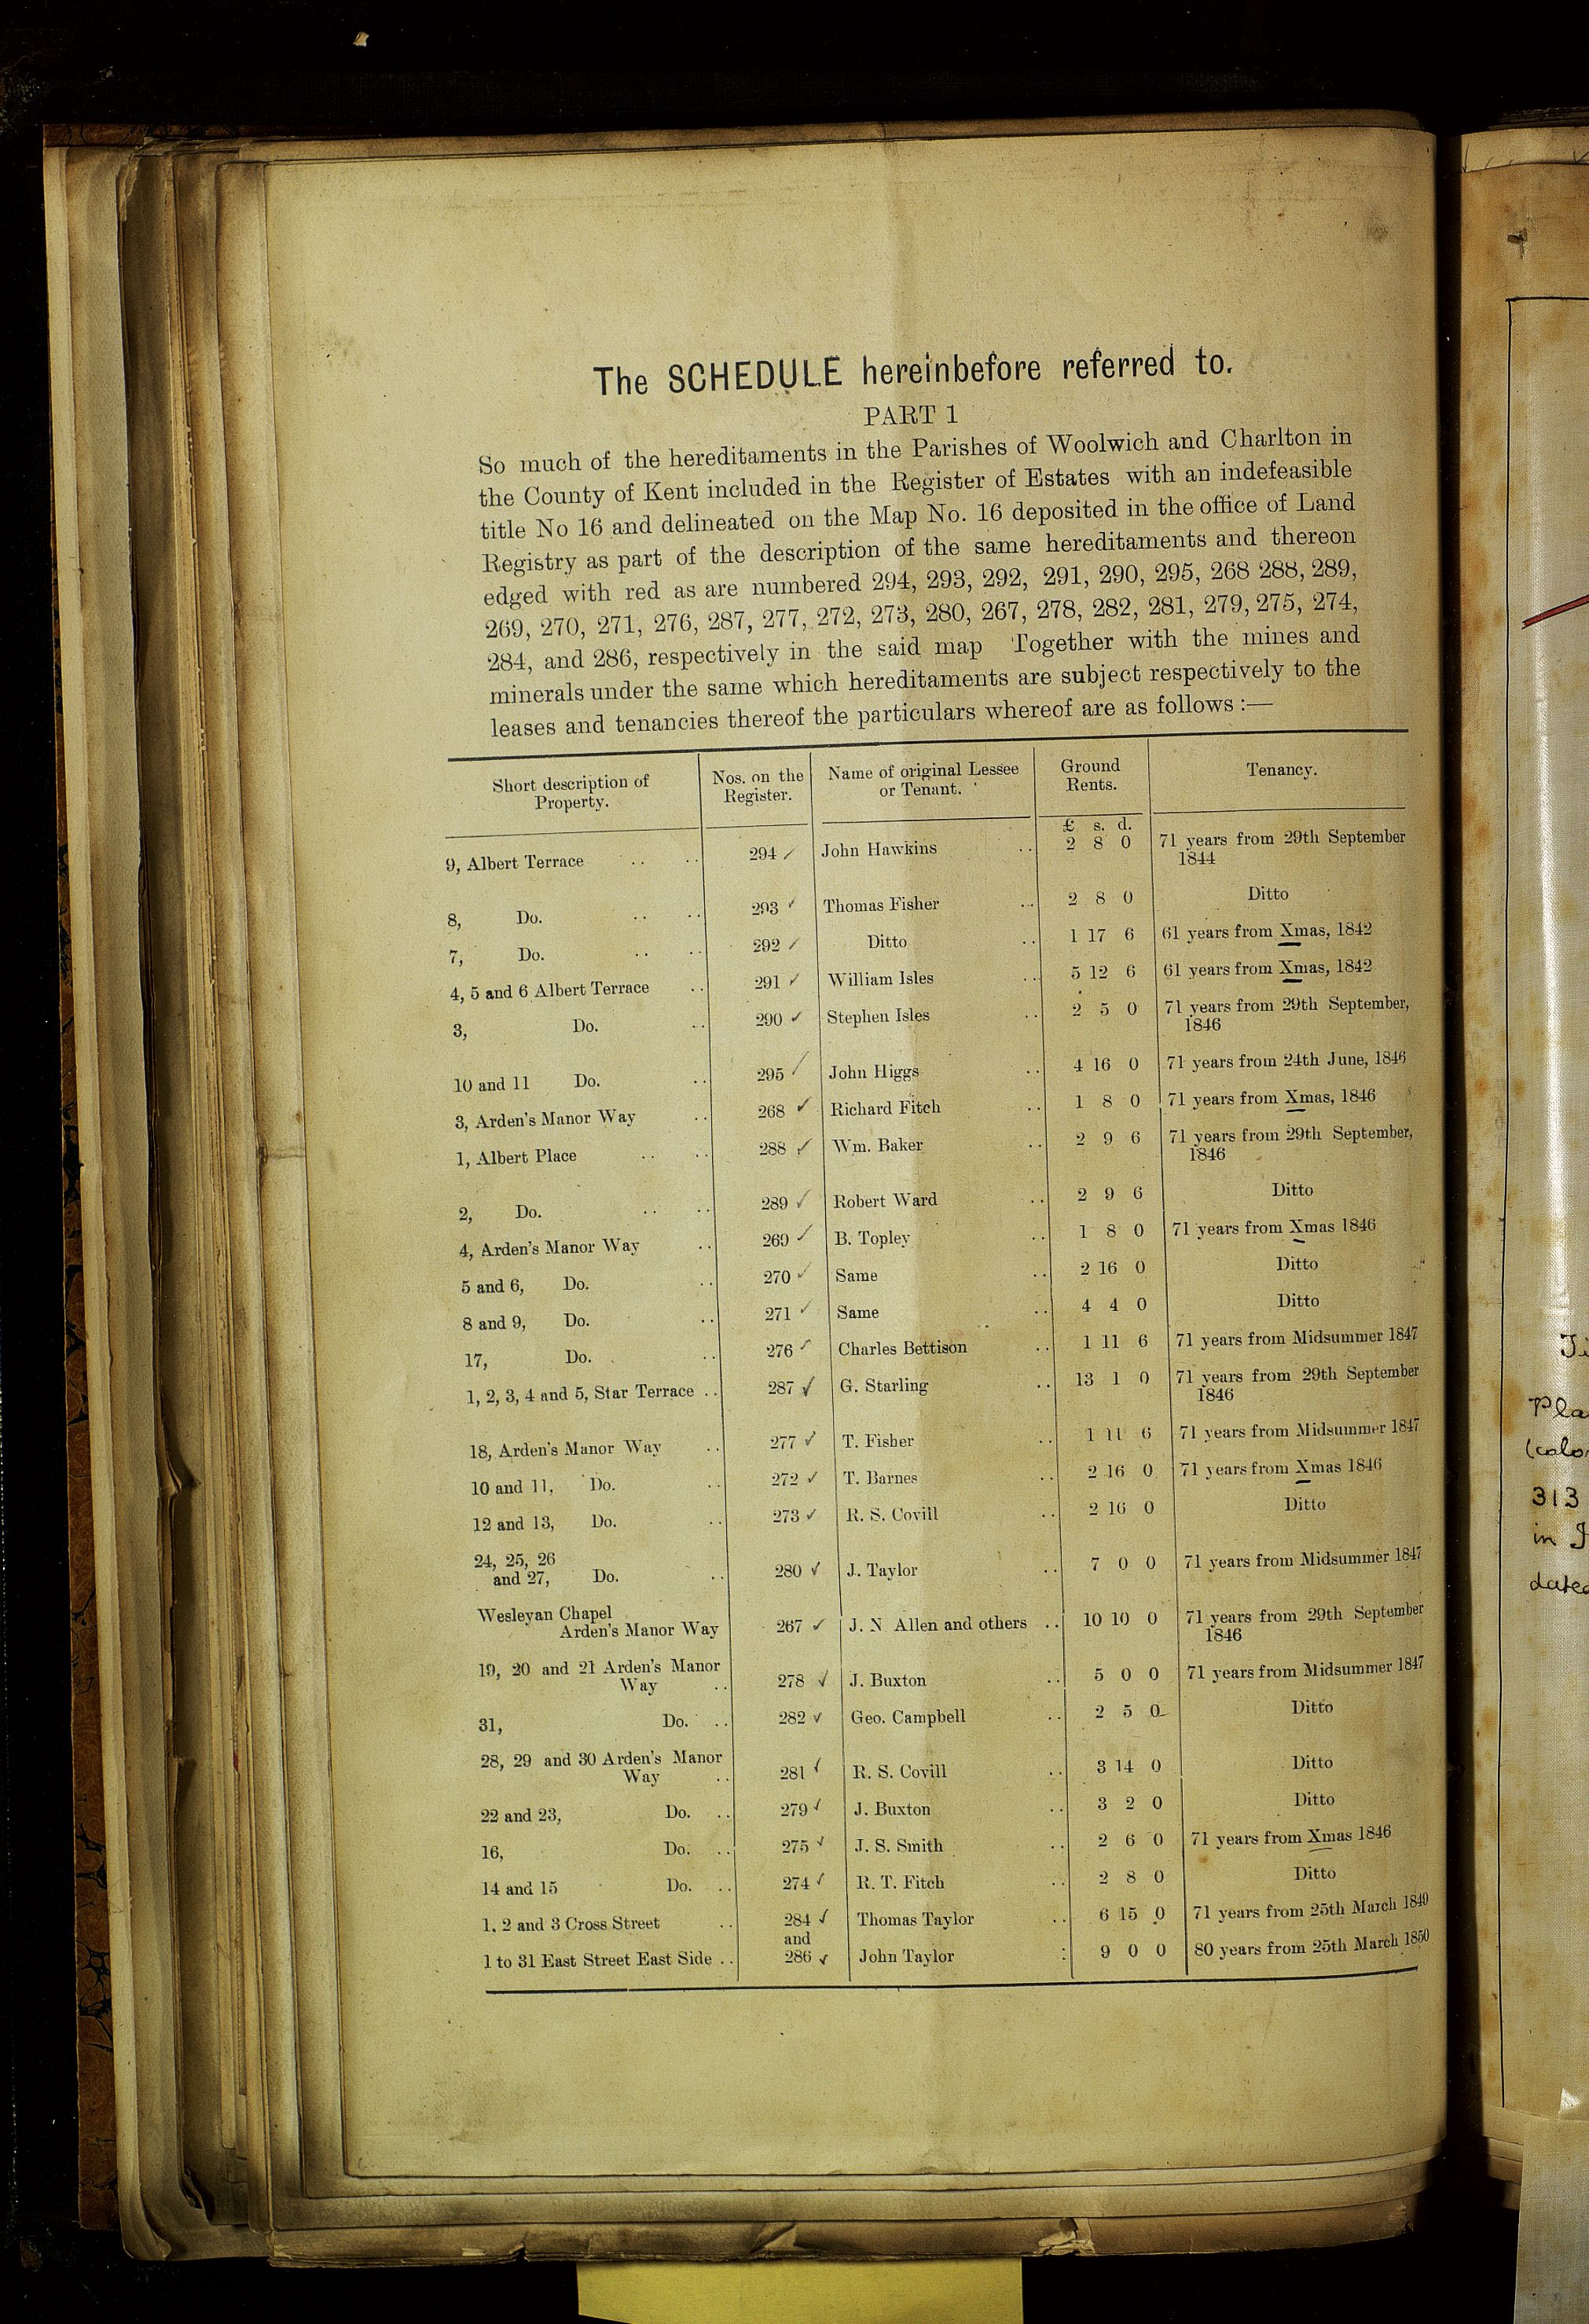 The SCHEDULE hereinbefore referred to.
PART 1
So much of the hereditaments in the Parishes of Woolwich and Charlton in
the County of Kent included in the Register of Estates with an indefeasible
title No 16 and delineated on the Map No. 16 deposited in the office of Land
Registry as part of the description of the same hereditaments and thereon
edged with red as are numbered 294, 293, 292, 291, 290, 295, 268 288, 289,
269, 270, 271, 276, 287, 277, 272, 273, 280, 267, 278, 282, 281, 279, 275, 274,
284, and 286, respectively in the said map Together with the mines and
minerals under the same which hereditaments are subject respectively to the
leases and tenancies thereof the particulars whereof are as follows :—
Short description of Property. Nos. on the Register. Name of original Lessee or Tenant. Ground Rents. Tenancy.
£ s. d.
9, Albert Terrace .. .. 294 ✓ John Hawkins .. 2 8 0 71 years from 29th September
1844
8, Do. .. .. 293 ✓ Thomas Fisher .. 2 8 0 Ditto
7, Do. .. .. 292 ✓ Ditto .. 1 17 6 61 years from Xmas, 1842
4, 5 and 6 Albert Terrace .. 291 ✓ William Isles .. 5 12 6 61 years from Xmas, 1842
3, Do. .. 290 ✓ Stephen Isles .. 2 5 0 71 years from 29th September,
1846
10 and 11 Do. .. 295 ✓ John Higgs .. 4 16 0 71 years from 24th June, 1846
3, Arden's Manor Way .. 268 ✓ Richard Fitch .. 1 8 0 71 years from Xmas, 1846
1, Albert Place .. .. 288 ✓ Wm. Baker .. 2 9 6 71 years from 29th September,
1846
2, Do. .. .. 289 ✓ Robert Ward .. 2 9 6 Ditto
4, Arden's Manor Way .. 269 ✓ B. Topley .. 1 8 0 71 years from Xmas 1846
5 and 6, Do. .. 270 ✓ Same .. 2 16 0 Ditto
8 and 9, Do. .. 271 ✓ Same .. 4 4 0 Ditto
17, Do. .. 276 ✓ Charles Bettison .. 1 11 6 71 years from Midsummer 1847
1, 2, 3, 4 and 5, Star Terrace .. 287 ✓ G. Starling .. 13 1 0 71 years from 29th September
1846
18, Arden's Manor Way .. 277 ✓ T. Fisher .. 1 11 6 71 years from Midsummer 1847
10 and 11, Do. .. 272 ✓ T. Barnes .. 2 16 0 71 years from Xmas 1846
12 and 13, Do. .. 273 ✓ R. S. Covill .. 2 16 0 Ditto
24, 25, 26
and 27, Do. .. 280 ✓ J. Taylor .. 7 0 0 71 years from Midsummer 1847
Wesleyan Chapel
Arden's Manor Way 267 ✓ J. N. Allen and others .. 10 10 0 71 years from 29th September
1846
19, 20 and 21 Arden's Manor
Way .. 278 ✓ J. Buxton .. 5 0 0 71 years from Midsummer 1847
31, Do. .. 282 ✓ Geo. Campbell .. 2 5 0 Ditto
28, 29 and 30 Arden's Manor
Way .. 281 ✓ R. S. Covill .. 3 14 0 Ditto
22 and 23, Do. .. 279 ✓ J. Buxton .. 3 2 0 Ditto
16, Do. .. 275 ✓ J. S. Smith .. 2 6 0 71 years from Xmas 1846
14 and 15 Do. .. 274 ✓ R. T. Fitch .. 2 8 0 Ditto
1, 2 and 3 Cross Street .. 284 ✓ Thomas Taylor .. 6 15 0 71 years from 25th March 1849
and
1 to 31 East Street East Side .. 286 ✓ John Taylor : 9 0 0 80 years from 25th March 1850
313
in